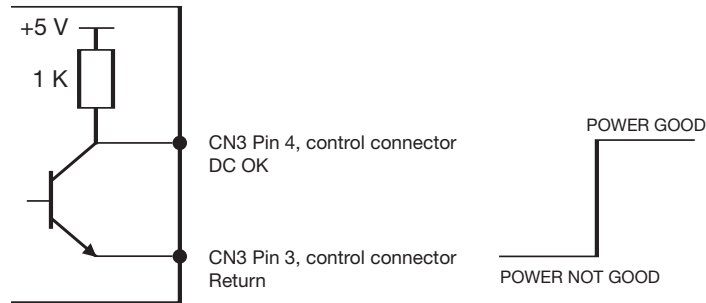 +5 V
1 K
CN3 Pin 4, control connector
DC OK
CN3 Pin 3, control connector
Return
POWER GOOD
POWER NOT GOOD